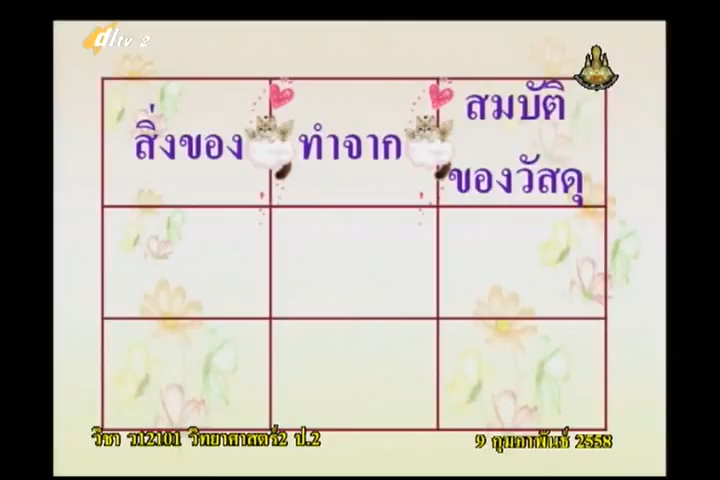 dltv 2
สิ่งของ
ทำจาก
สมบัติ
ของวัสดุ
วิชา ว12101 วิทยาศาสตร์2 ป.2
9 กุมภาพันธ์ 2558